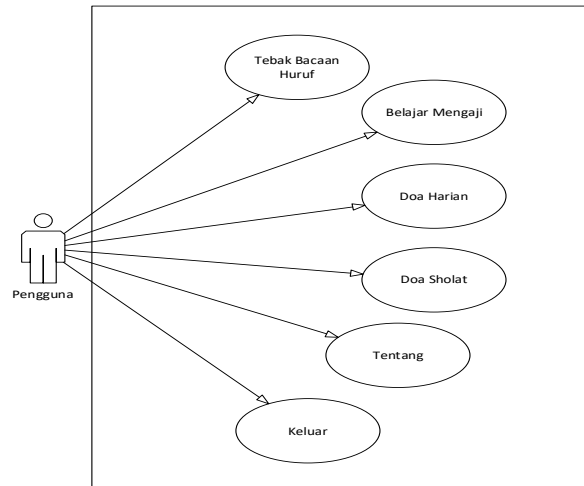 Tebak Bacaan
Huruf
Belajar Mengaji
Doa Harian
Doa Sholat
Pengguna
Tentang
Keluar